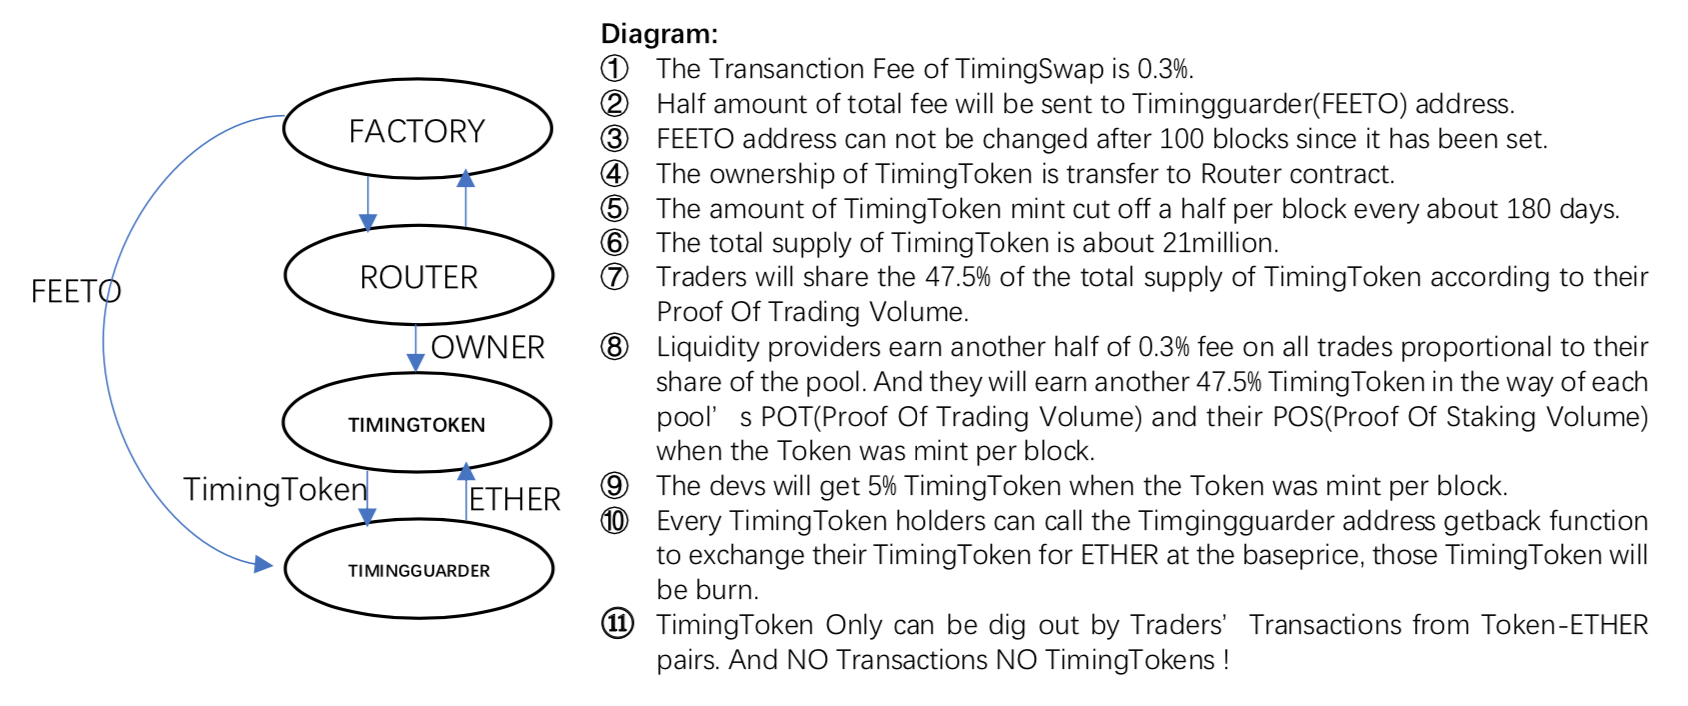 FACTORY
ROUTER
FEETO
OWNER
TIMINGTOKEN
TimingToken
ETHER
TIMINGGUARDER
Diagram:
① The Transanction Fee of TimingSwap is 0.3%.
② Half amount of total fee will be sent to Timingguarder(FEETO) address.
③ FEETO address can not be changed after 100 blocks since it has been set.
④ The ownership of TimingToken is transfer to Router contract.
⑤ The amount of TimingToken mint cut off a half per block every about 180 days.
⑥ The total supply of TimingToken is about 21million.
⑦ Traders will share the 47.5% of the total supply of TimingToken according to their
Proof Of Trading Volume.
⑧ Liquidity providers earn another half of 0.3% fee on all trades proportional to their
share of the pool. And they will earn another 47.5% TimingToken in the way of each
pool’ s POT(Proof Of Trading Volume) and their POS(Proof Of Staking Volume)
when the Token was mint per block.
⑨ The devs will get 5% TimingToken when the Token was mint per block.
⑩ Every TimingToken holders can call the Timgingguarder address getback function
to exchange their TimingToken for ETHER at the baseprice, those TimingToken will
be burn.
⑪ TimingToken Only can be dig out by Traders’ Transactions from Token-ETHER
pairs. And NO Transactions NO TimingTokens !